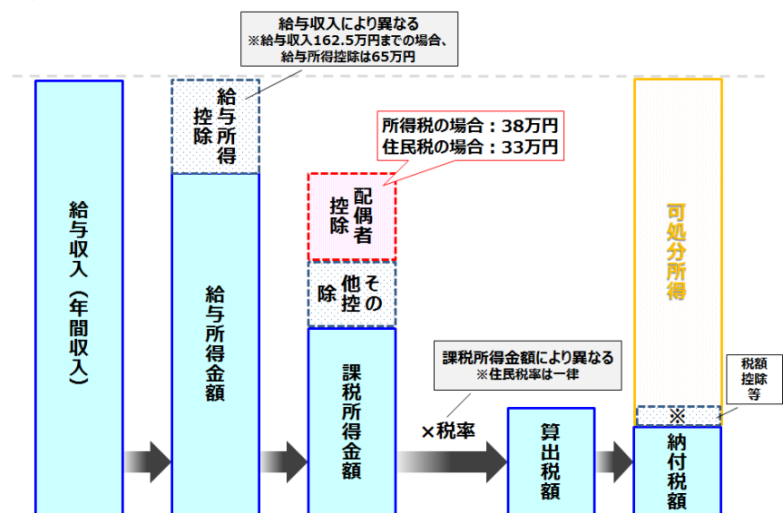 給与収入により異なる
※給与収入162.5万円までの場合、
給与所得控除は65万円
給与所得
控除
所得税の場合：38万円
住民税の場合：33万円
配偶者
控除
その
他控
除
給与収入（年間収入）
給与所得金額
課税所得金額
課税所得金額により異なる
※住民税率は一律
×税率
算出税額
可処分所得
※
税額
控除
等
納付税額